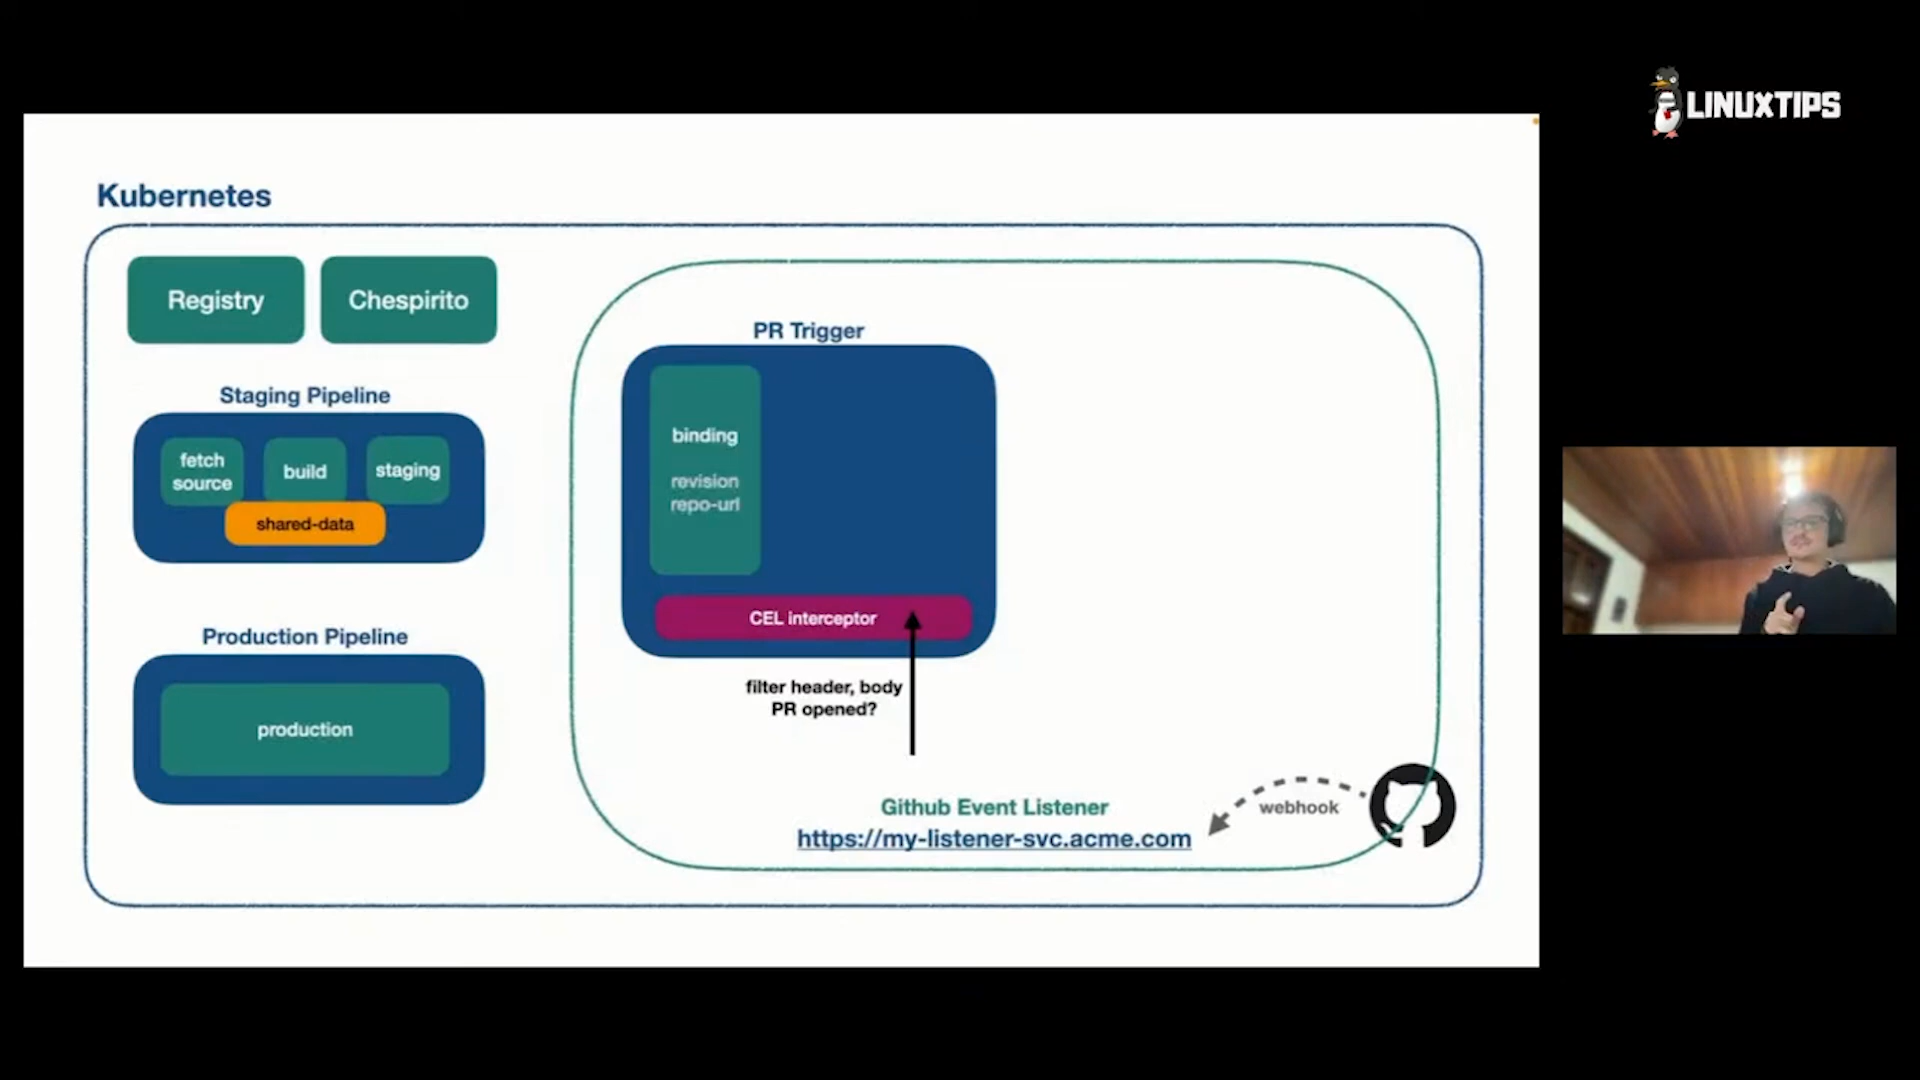 LINUXTIPS
Kubernetes
Registry
Chespirito
Staging Pipeline
fetch
source
build
staging
shared-data
Production Pipeline
production
PR Trigger
binding
revision
repo-url
CEL interceptor
filter header, body
PR opened?
Github Event Listener
https://my-listener-svc.acme.com
webhook